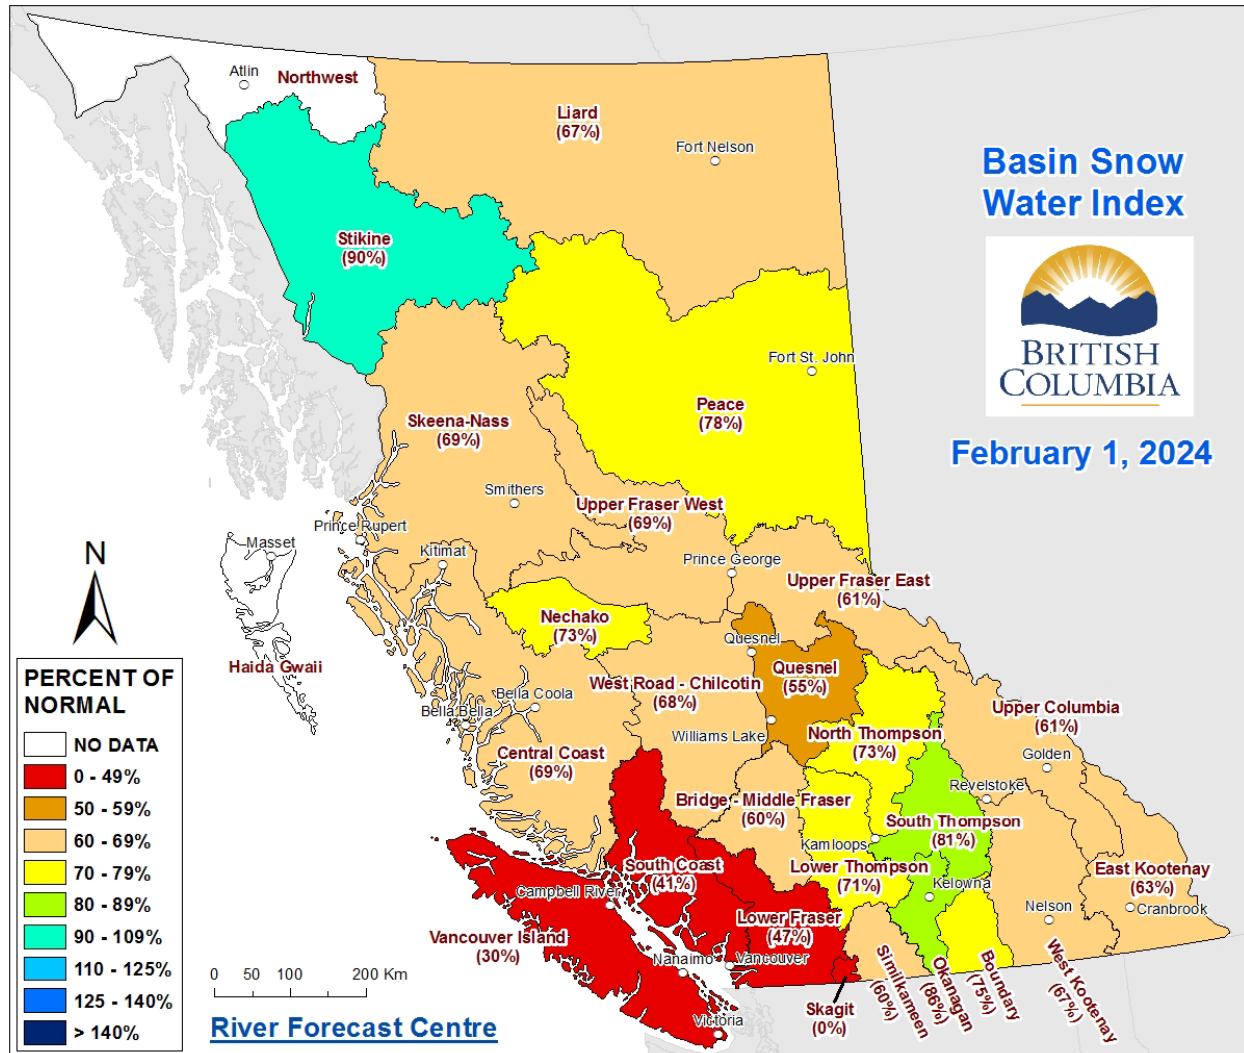 Atlin
Northwest
Liard
(67%)
Fort Nelson
Basin Snow
Water Index
Stikine
(90%)
BRITISH
COLUMBIA
Fort St. John
Peace
(78%)
Skeena-Nass
(69%)
February 1, 2024
Smithers
Upper Fraser West
(69%)
Prince Rupert
Masset
Kitimat
N
Prince George
Upper Fraser East
(61%)
Nechako
(73%)
Quesnel
Haida Gwaii
Quesnel
(55%)
West Road - Chilcotin
(68%)
Bella Coola
Bella Bella
Upper Columbia
(61%)
Williams Lake
North Thompson
(73%)
Central Coast
(69%)
Golden
Revelstoke
Bridge - Middle Fraser
(60%)
South Thompson
(81%)
Kamloops
South Coast
(41%)
Lower Thompson
(71%)
East Kootenay
(63%)
Campbell River
Kelowna
Nelson
Cranbrook
Lower Fraser
(47%)
Vancouver Island
(30%)
Nanaimo
Vancouver
Skagit
(0%)
Similkameen
(60%)
Okanagan
(86%)
Boundary
(75%)
West Kootenay
(67%)
Victoria
PERCENT OF
NORMAL
NO DATA
0 - 49%
50 - 59%
60 - 69%
70 - 79%
80 - 89%
90 - 109%
110 - 125%
125 - 140%
> 140%
0 50 100 200 Km
River Forecast Centre